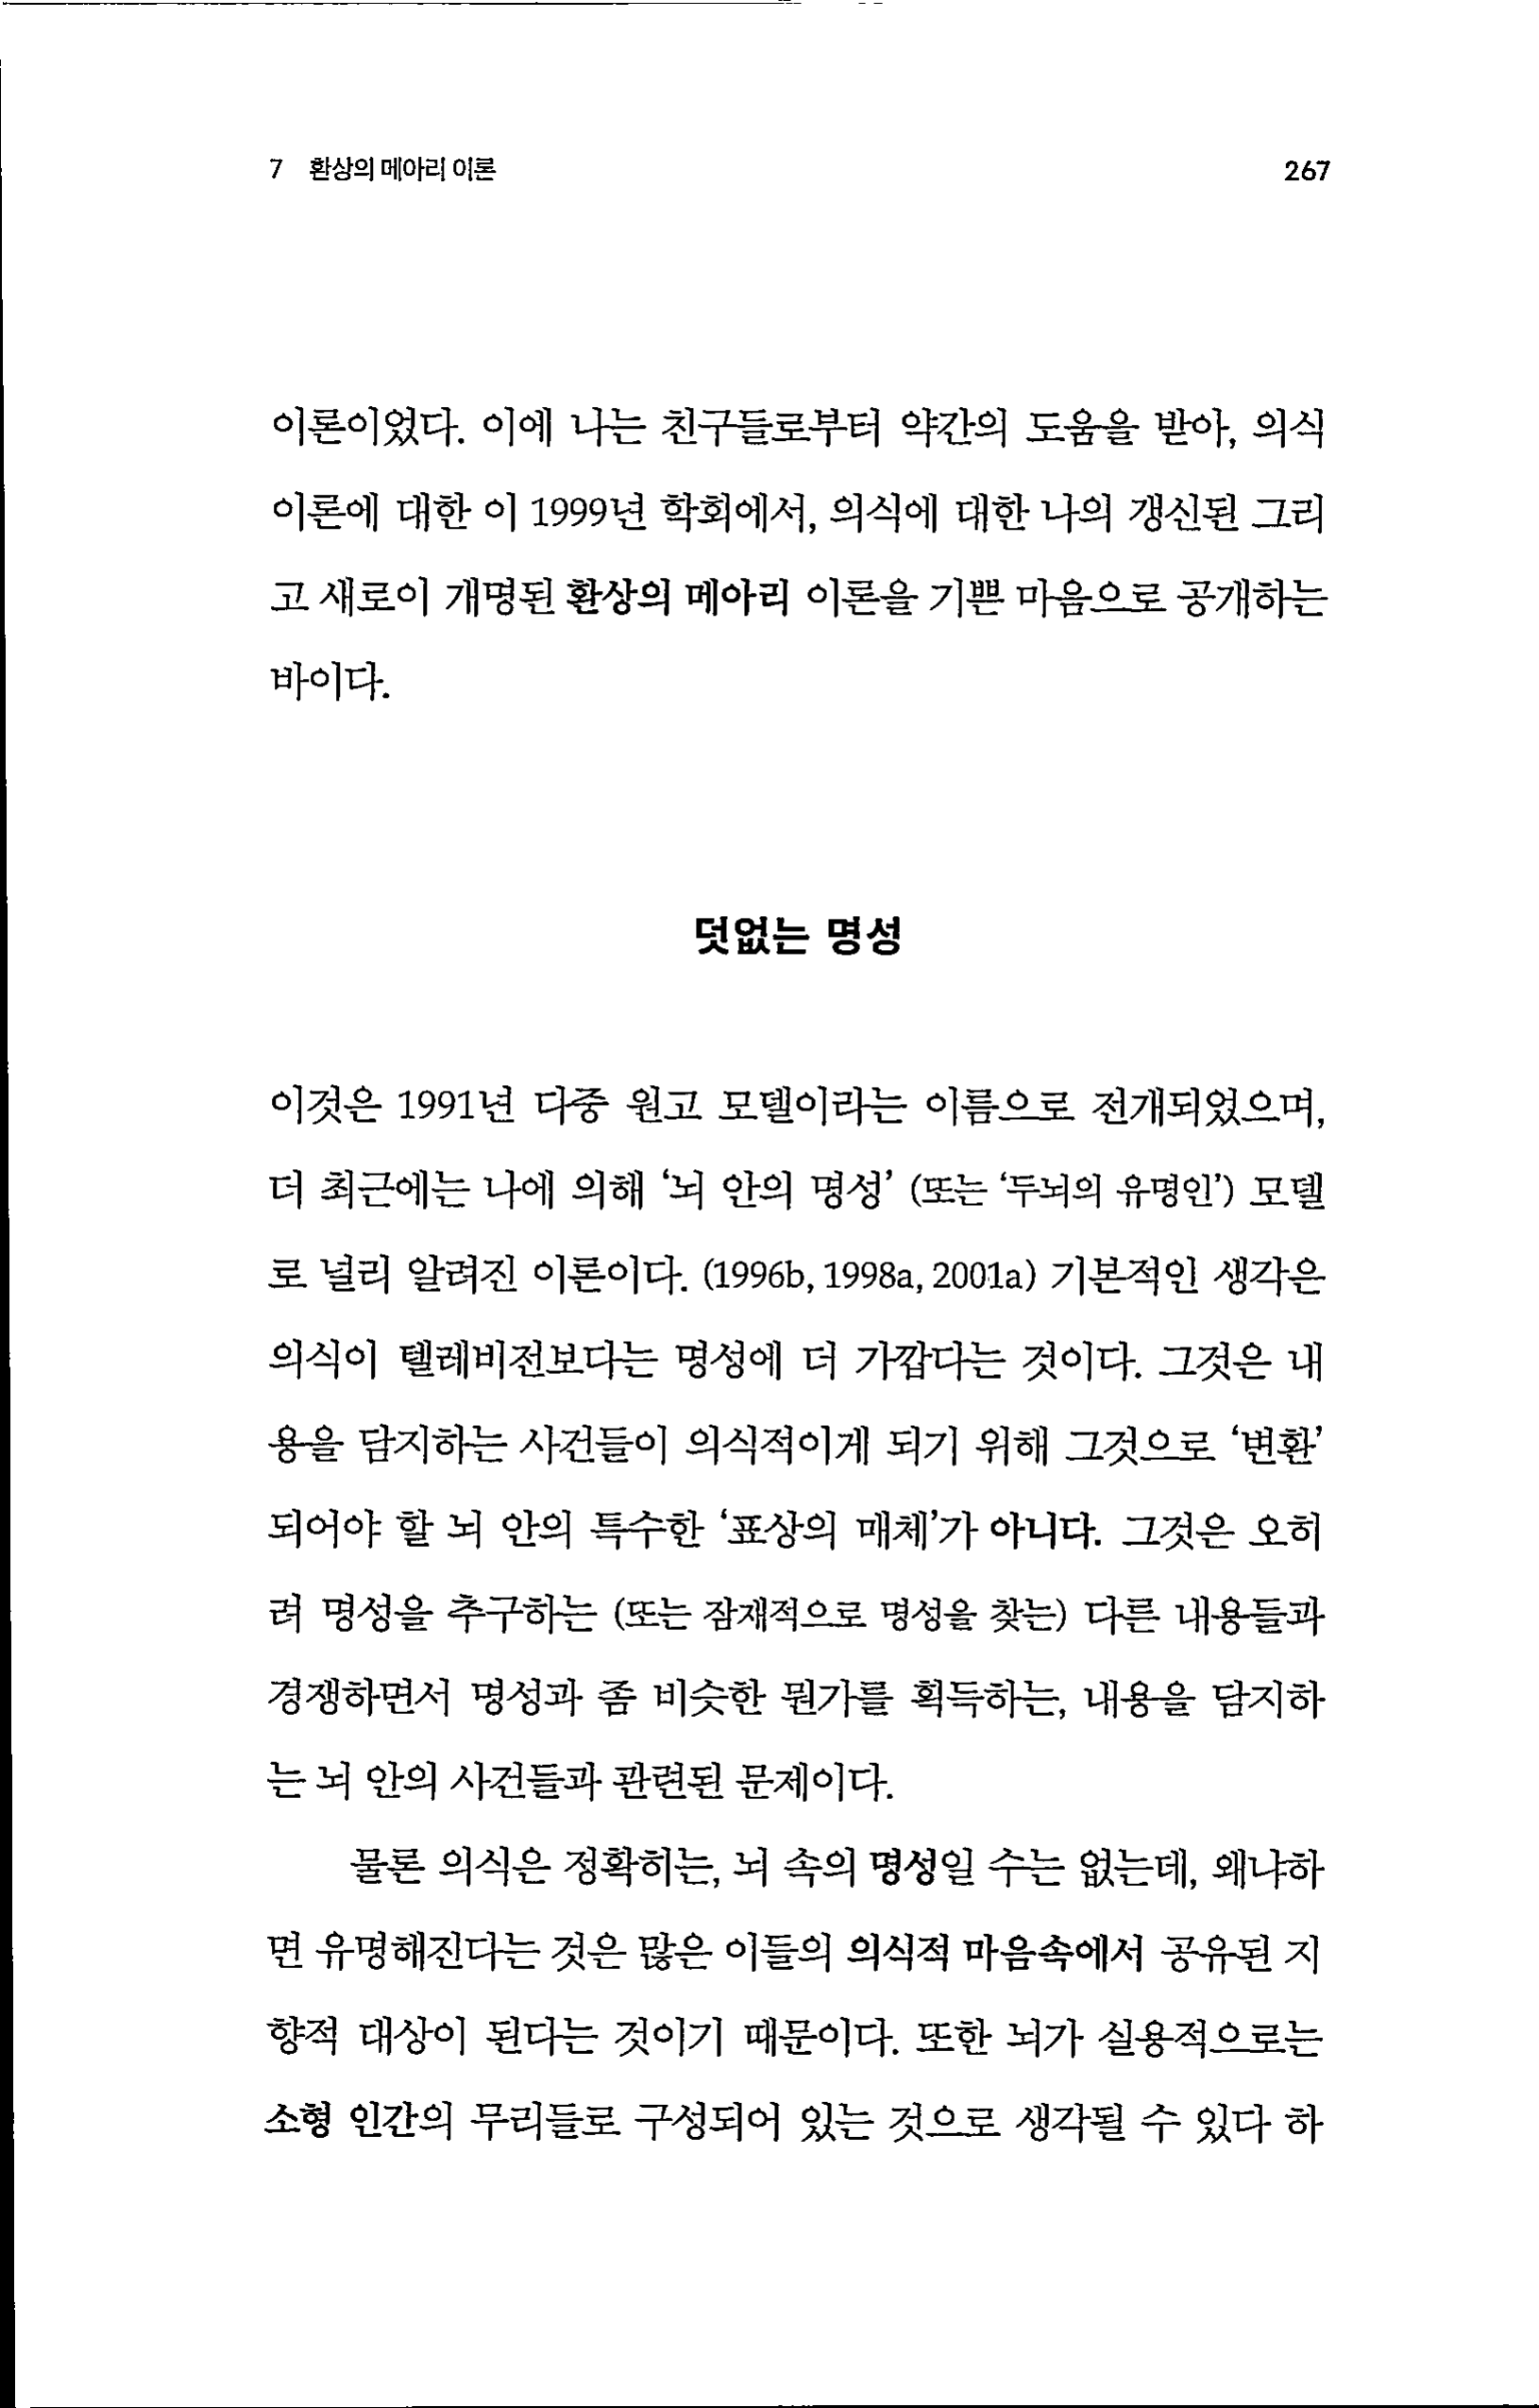 7 환상의 메아리 이론 267
이론이었다. 이에 나는 친구들로부터 약간의 도움을 받아, 의식
이론에 대한 이 1999년 학회에서, 의식에 대한 나의 갱신된 그리
고 새로이 개명된 환상의 메아리 이론을 기쁜 마음으로 공개하는
바이다.
덧없는 명성
이것은 1991년 다중 원고 모델이라는 이름으로 전개되었으며,
더 최근에는 나에 의해 ‘뇌 안의 명성’ (또는 ‘두뇌의 유명인’) 모델
로 널리 알려진 이론이다. (1996b, 1998a, 2001a) 기본적인 생각은
의식이 텔레비전보다는 명성에 더 가깝다는 것이다. 그것은 내
용을 담지하는 사건들이 의식적이게 되기 위해 그것으로 ‘변환’
되어야 할 뇌 안의 특수한 ‘표상의 매체’가 아니다. 그것은 오히
려 명성을 추구하는 (또는 잠재적으로 명성을 찾는) 다른 내용들과
경쟁하면서 명성과 좀 비슷한 뭔가를 획득하는, 내용을 담지하
는 뇌 안의 사건들과 관련된 문제이다.
물론 의식은 정확히는, 뇌 속의 명성일 수는 없는데, 왜냐하
면 유명해진다는 것은 많은 이들의 의식적 마음속에서 공유된 지
향적 대상이 된다는 것이기 때문이다. 또한 뇌가 실용적으로는
소형 인간의 무리들로 구성되어 있는 것으로 생각될 수 있다 하